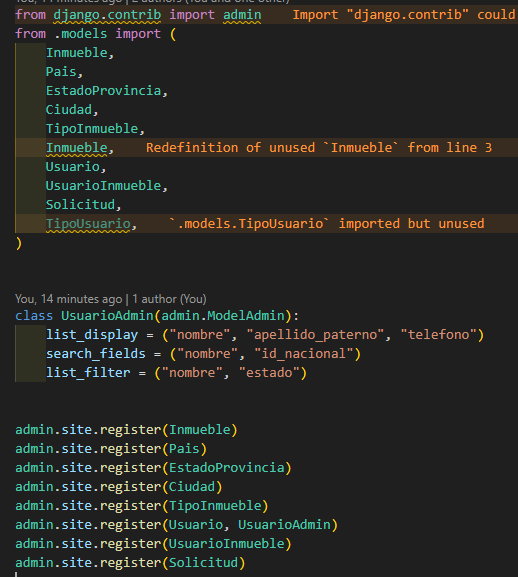 from django.contrib import admin    Import "django.contrib" could
from .models import (
    Inmueble,
    Pais,
    EstadoProvincia,
    Ciudad,
    TipoInmueble,
    Inmueble,    Redefinition of unused `Inmueble` from line 3
    Usuario,
    UsuarioInmueble,
    Solicitud,
    TipoUsuario,    `.models.TipoUsuario` imported but unused
)
You, 14 minutes ago | 1 author (You)
class UsuarioAdmin(admin.ModelAdmin):
    list_display = ("nombre", "apellido_paterno", "telefono")
    search_fields = ("nombre", "id_nacional")
    list_filter = ("nombre", "estado")
admin.site.register(Inmueble)
admin.site.register(Pais)
admin.site.register(EstadoProvincia)
admin.site.register(Ciudad)
admin.site.register(TipoInmueble)
admin.site.register(Usuario, UsuarioAdmin)
admin.site.register(UsuarioInmueble)
admin.site.register(Solicitud)